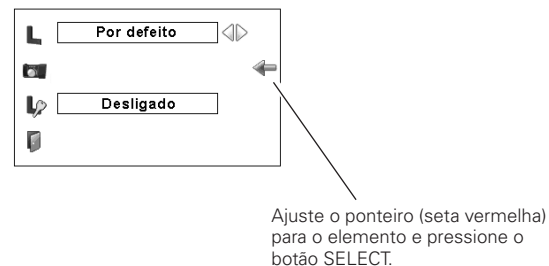 Por defeito
Desligado
Ajuste o ponteiro (seta vermelha)
para o elemento e pressione o
botão SELECT.